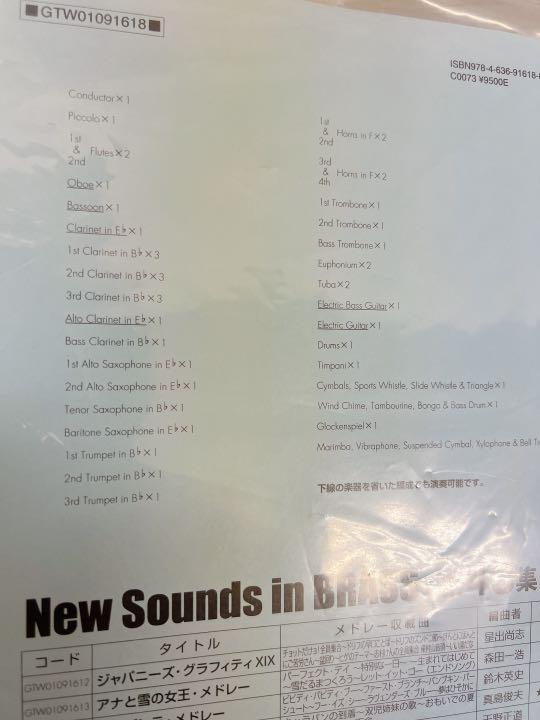 ■GTW01091618■
ISBN978-4-636-91618-
C0073 ¥9500E
Conductor×1
Piccolo×1
1st
& Flutes×2
2nd
Oboe×1
Bassoon×1
Clarinet in E♭×1
1st Clarinet in B♭×3
2nd Clarinet in B♭×3
3rd Clarinet in B♭×3
Alto Clarinet in E♭×1
Bass Clarinet in B♭×1
1st Alto Saxophone in E♭×1
2nd Alto Saxophone in E♭×1
Tenor Saxophone in B♭×1
Baritone Saxophone in E♭×1
1st Trumpet in B♭×1
2nd Trumpet in B♭×1
3rd Trumpet in B♭×1
1st
& Horns in F×2
2nd
3rd
& Horns in F×2
4th
1st Trombone×1
2nd Trombone×1
Bass Trombone×1
Euphonium×2
Tuba×2
Electric Bass Guitar×1
Electric Guitar×1
Drums×1
Timpani×1
Cymbals, Sports Whistle, Slide Whistle & Triangle×1
Wind Chime, Tambourine, Bongo & Bass Drum×1
Glockenspiel×1
Marimba, Vibraphone, Suspended Cymbal, Xylophone & Bell T
下線の楽器を省いた編成でも演奏可能です。
New Sounds in BRASS 集
コード タイトル メドレー収載曲 編曲者
GTW01091612 ジャパニーズ・グラフィティXIX 星出尚志
GTW01091613 アナと雪の女王・メドレー 森田一浩
鈴木英史
真島俊夫
天野正道